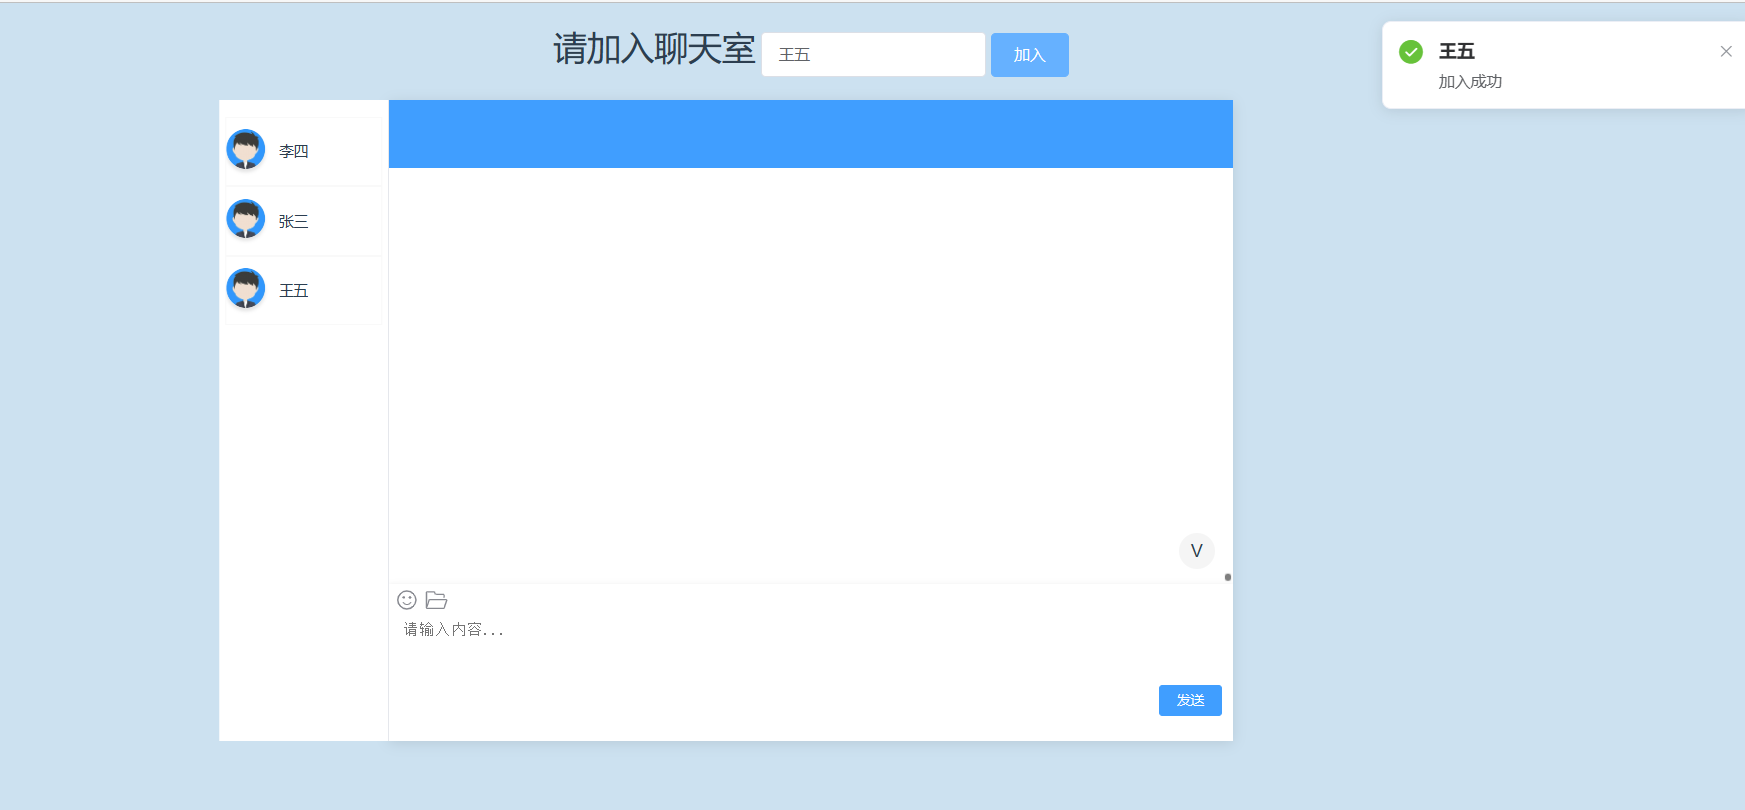 请加入聊天室 王五 加入
王五
加入成功
李四
张三
王五
V
请输入内容...
发送